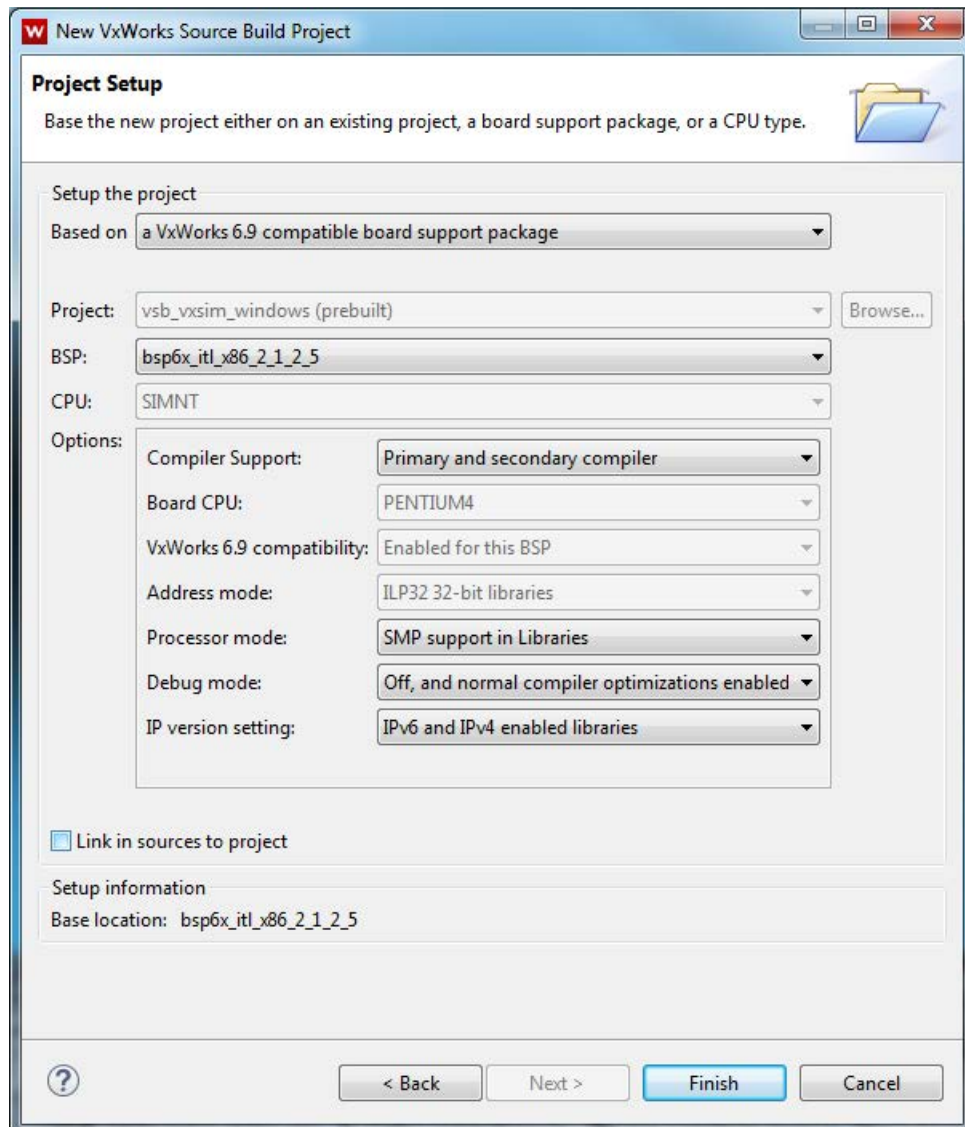 W New VxWorks Source Build Project
Project Setup
Base the new project either on an existing project, a board support package, or a CPU type.
Setup the project
Based on a VxWorks 6.9 compatible board support package
Project: vsb_vxsim_windows (prebuilt) Browse...
BSP: bsp6x_itl_x86_2_1_2_5
CPU: SIMNT
Options:
Compiler Support: Primary and secondary compiler
Board CPU: PENTIUM4
VxWorks 6.9 compatibility: Enabled for this BSP
Address mode: ILP32 32-bit libraries
Processor mode: SMP support in Libraries
Debug mode: Off, and normal compiler optimizations enabled
IP version setting: IPv6 and IPv4 enabled libraries
Link in sources to project
Setup information
Base location: bsp6x_itl_x86_2_1_2_5
? < Back Next > Finish Cancel